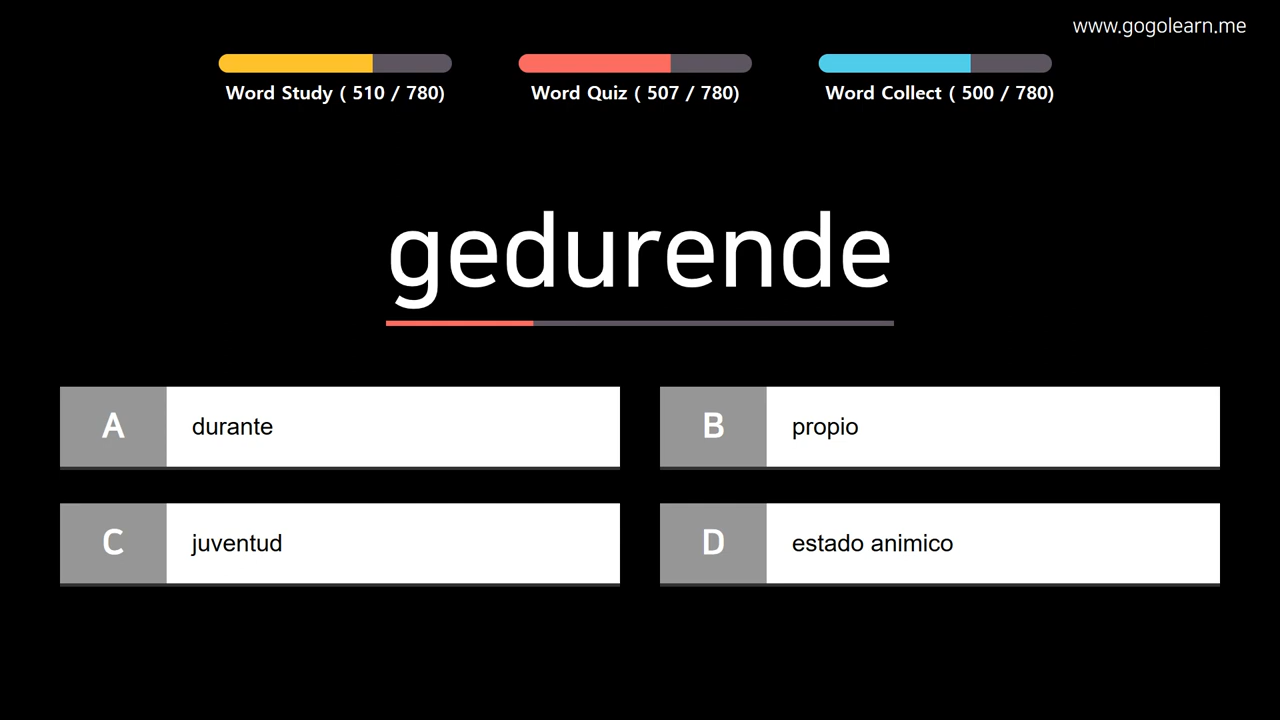 www.gogolearn.me
Word Study ( 510 / 780)
Word Quiz ( 507 / 780)
Word Collect ( 500 / 780)
gedurende
A durante
B propio
C juventud
D estado animico